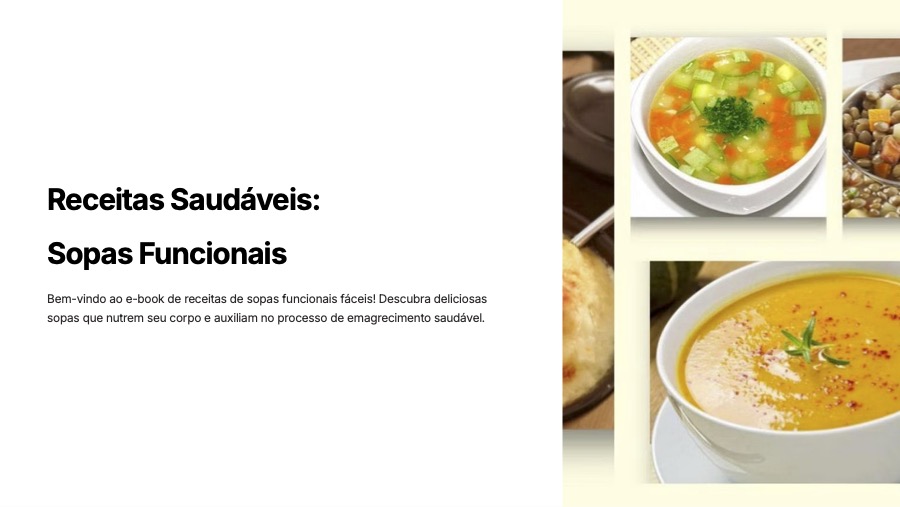 Receitas Saudáveis:
Sopas Funcionais
Bem-vindo ao e-book de receitas de sopas funcionais fáceis! Descubra deliciosas
sopas que nutrem seu corpo e auxiliam no processo de emagrecimento saudável.